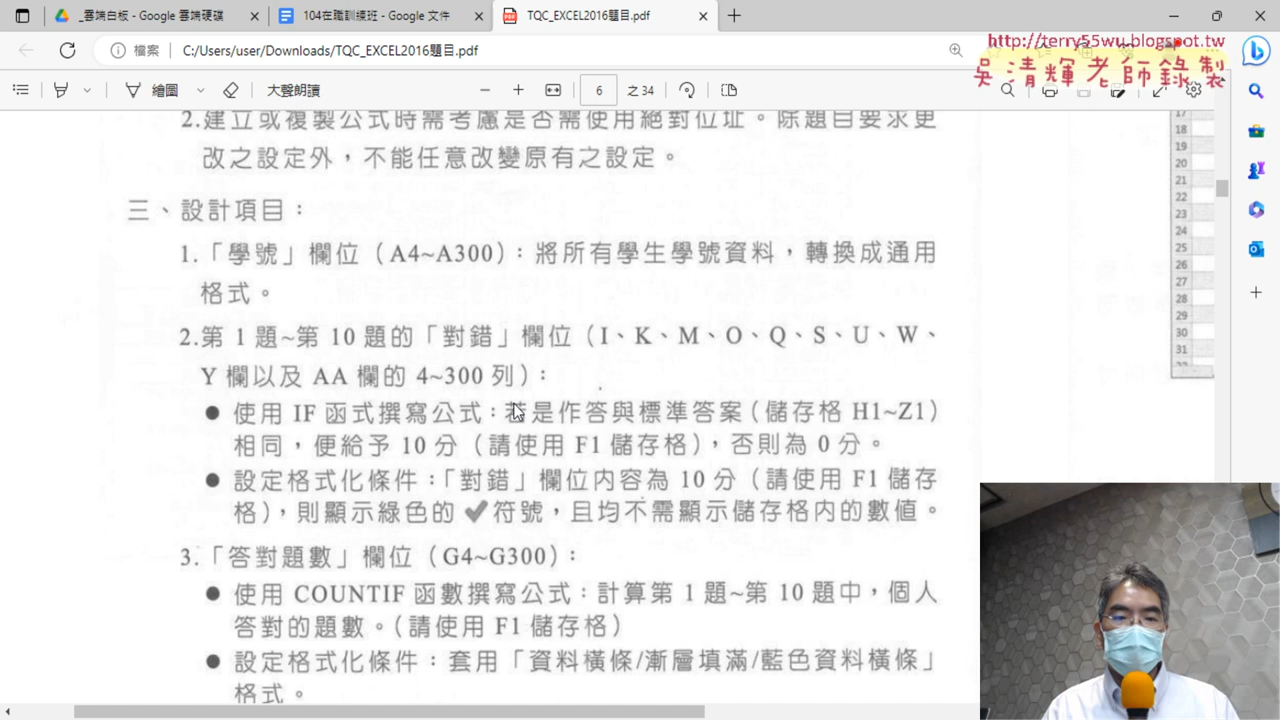 _雲端白板 - Google 雲端硬碟
104在職訓練班 - Google 文件
TQC_EXCEL2016題目.pdf
檔案
C:/Users/user/Downloads/TQC_EXCEL2016題目.pdf
http://terry55wu.blogspot.tw
吳清輝老師錄製
繪圖
大聲朗讀
6
之 34
2.建立或複製公式時需考慮是否需使用絕對位址。除題目要求更
改之設定外，不能任意改變原有之設定。
三、設計項目：
1.「學號」欄位（A4~A300）：將所有學生學號資料，轉換成通用
格式。
2.第 1 題~第 10 題的「對錯」欄位（I、K、M、O、Q、S、U、W、
Y 欄以及 AA 欄的 4~300 列）：
● 使用 IF 函式撰寫公式：若是作答與標準答案（儲存格 H1~Z1）
相同，便給予 10 分（請使用 F1 儲存格），否則為 0 分。
● 設定格式化條件：「對錯」欄位內容為 10 分（請使用 F1 儲存
格），則顯示綠色的 ✔ 符號，且均不需顯示儲存格內的數值。
3.「答對題數」欄位（G4~G300）：
● 使用 COUNTIF 函數撰寫公式：計算第 1 題~第 10 題中，個人
答對的題數。（請使用 F1 儲存格）
● 設定格式化條件：套用「資料橫條/漸層填滿/藍色資料橫條」
格式。
17
18
19
20
21
22
23
24
25
26
27
28
29
30
31